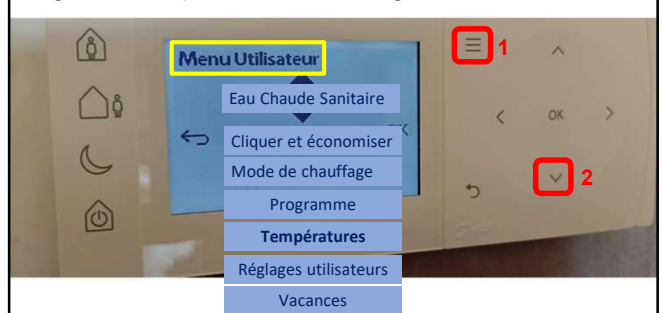 Menu Utilisateur
1
Eau Chaude Sanitaire
OK
Cliquer et économiser
Mode de chauffage
OK
2
Programme
Températures
Réglages utilisateurs
Vacances